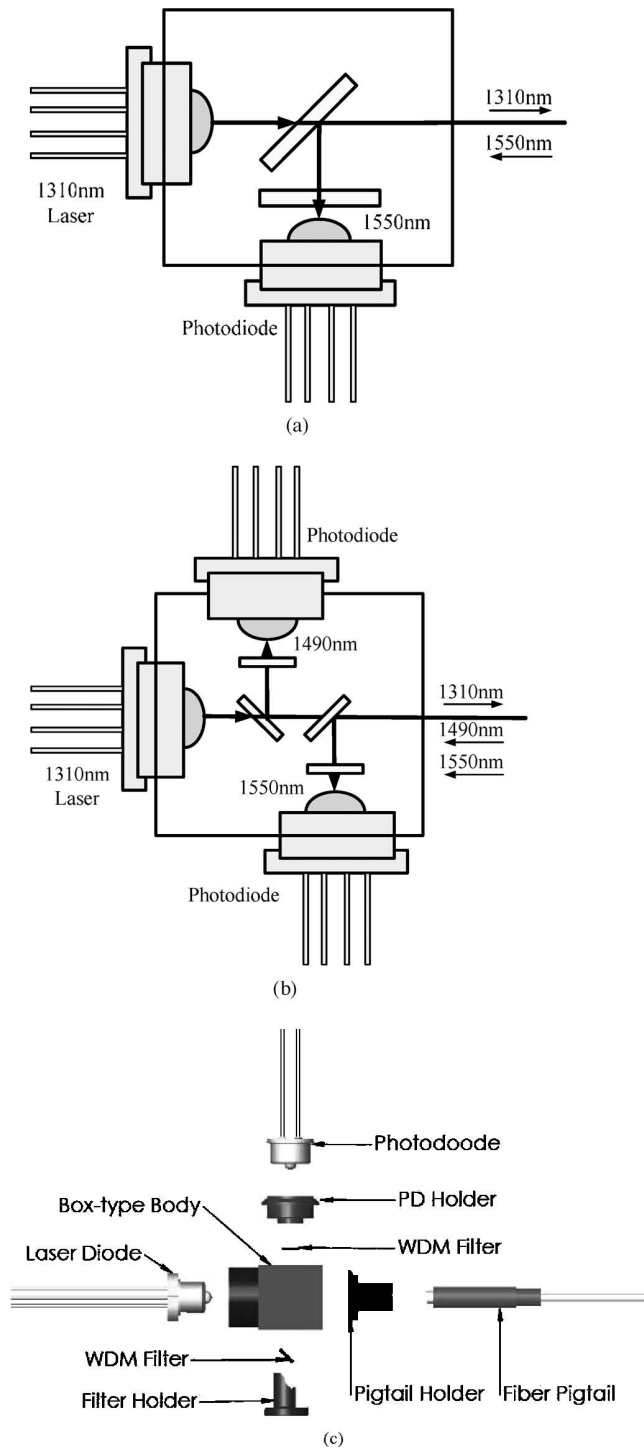 1310nm
1550nm
1310nm
Laser
1550nm
Photodiode
(a)
Photodiode
1490nm
1310nm
1490nm
1550nm
1310nm
Laser
1550nm
Photodiode
(b)
Photodoode
PD Holder
Box-type Body
WDM Filter
Laser Diode
WDM Filter
Filter Holder
Pigtail Holder
Fiber Pigtail
(c)